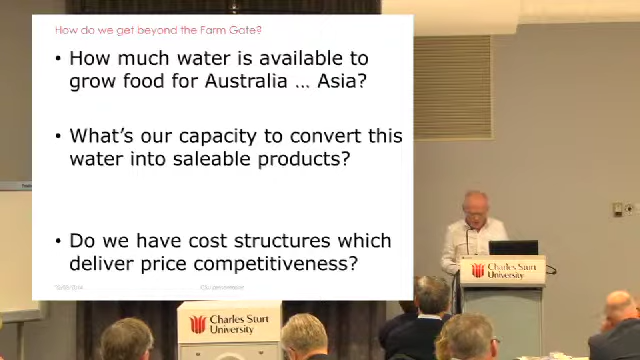 How do we get beyond the Farm Gate?
• How much water is available to
grow food for Australia ... Asia?
• What's our capacity to convert this
water into saleable products?
• Do we have cost structures which
deliver price competitiveness?
Charles Sturt
University
Charles Sturt
University